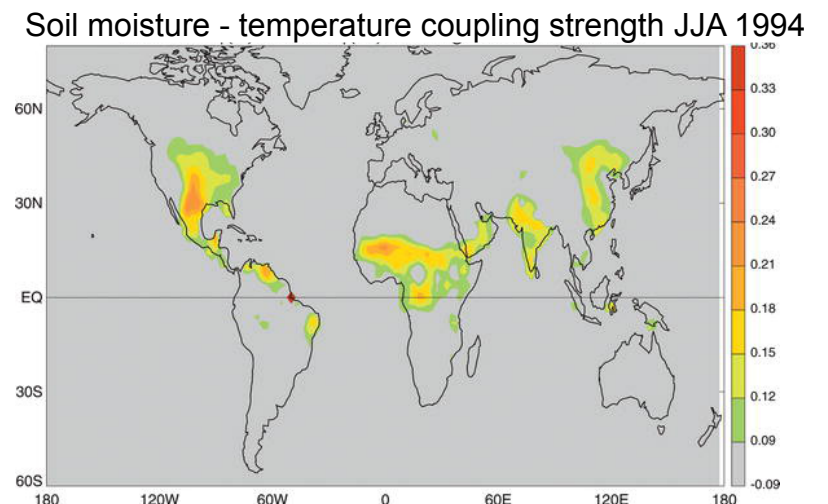 Soil moisture - temperature coupling strength JJA 1994
0.36
0.33
60N
0.30
0.27
30N
0.24
0.21
EQ
0.18
0.15
30S
0.12
0.09
60S
-0.09
180 120W 60W 0 60E 120E 180